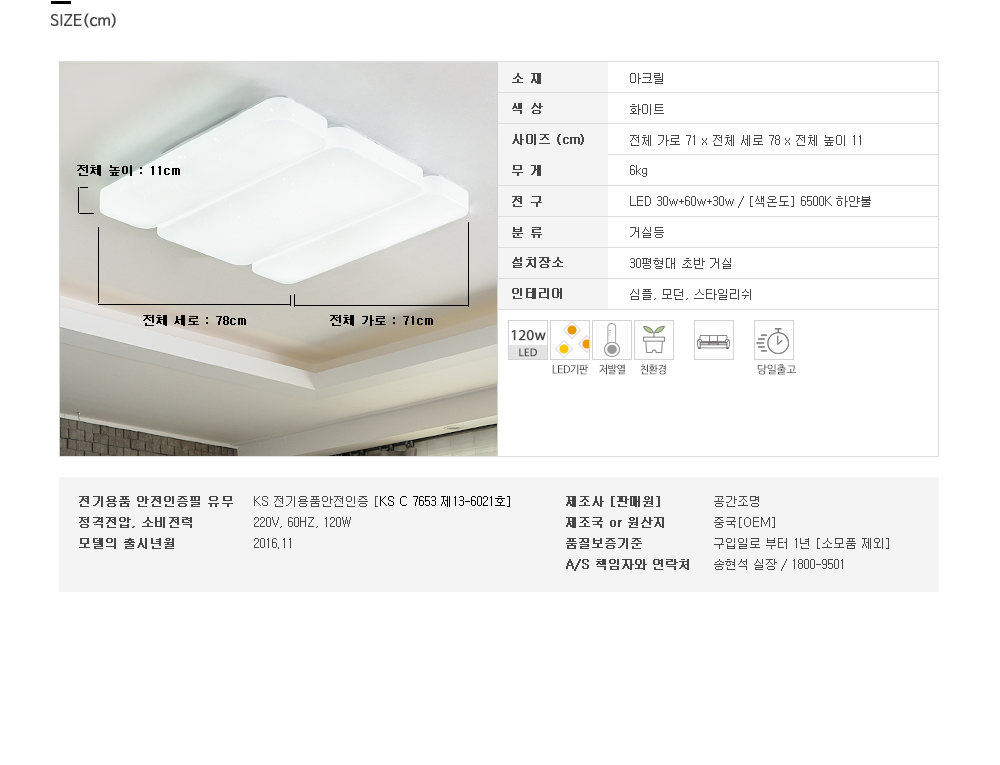 SIZE(cm)
전체 높이 : 11cm
전체 세로 : 78cm
전체 가로 : 71cm
소 재 아크릴
색 상 화이트
사이즈 (cm) 전체 가로 71 x 전체 세로 78 x 전체 높이 11
무 게 6kg
전 구 LED 30w+60w+30w / [색온도] 6500K 하얀불
분 류 거실등
설치장소 30평형대 초반 거실
인테리어 심플, 모던, 스타일리쉬
120w
LED
LED기판 저발열 친환경 당일출고
전기용품 안전인증필 유무 KS 전기용품안전인증 [KS C 7653 제13-6021호]
정격전압, 소비전력 220V, 60HZ, 120W
모델의 출시년월 2016,11
제조사 [판매원] 공간조명
제조국 or 원산지 중국[OEM]
품질보증기준 구입일로 부터 1년 [소모품 제외]
A/S 책임자와 연락처 송현석 실장 / 1800-9501